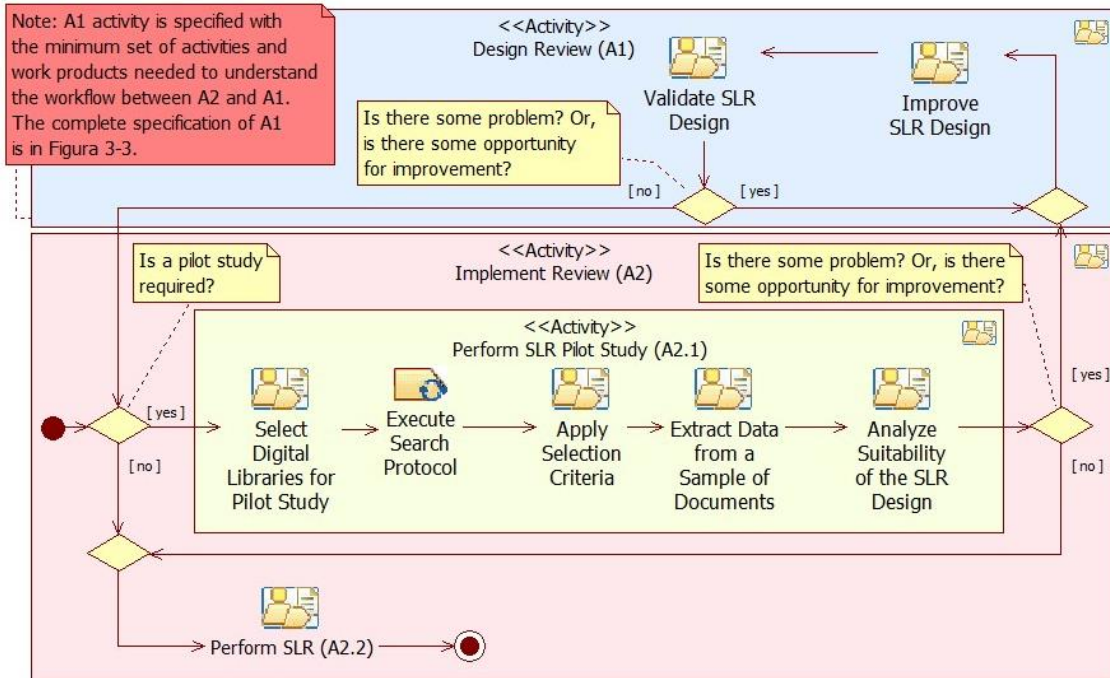 Note: A1 activity is specified with
the minimum set of activities and
work products needed to understand
the workflow between A2 and A1.
The complete specification of A1
is in Figura 3-3.
<<Activity>>
Design Review (A1)
Validate SLR
Design
Improve
SLR Design
Is there some problem? Or,
is there some opportunity
for improvement?
[ no ]
[ yes ]
<<Activity>>
Implement Review (A2)
Is a pilot study
required?
Is there some problem? Or, is there
some opportunity for improvement?
<<Activity>>
Perform SLR Pilot Study (A2.1)
[ yes ]
[ yes ]
[ no ]
[ no ]
Select
Digital
Libraries for
Pilot Study
Execute
Search
Protocol
Apply
Selection
Criteria
Extract Data
from a
Sample of
Documents
Analyze
Suitability
of the SLR
Design
Perform SLR (A2.2)